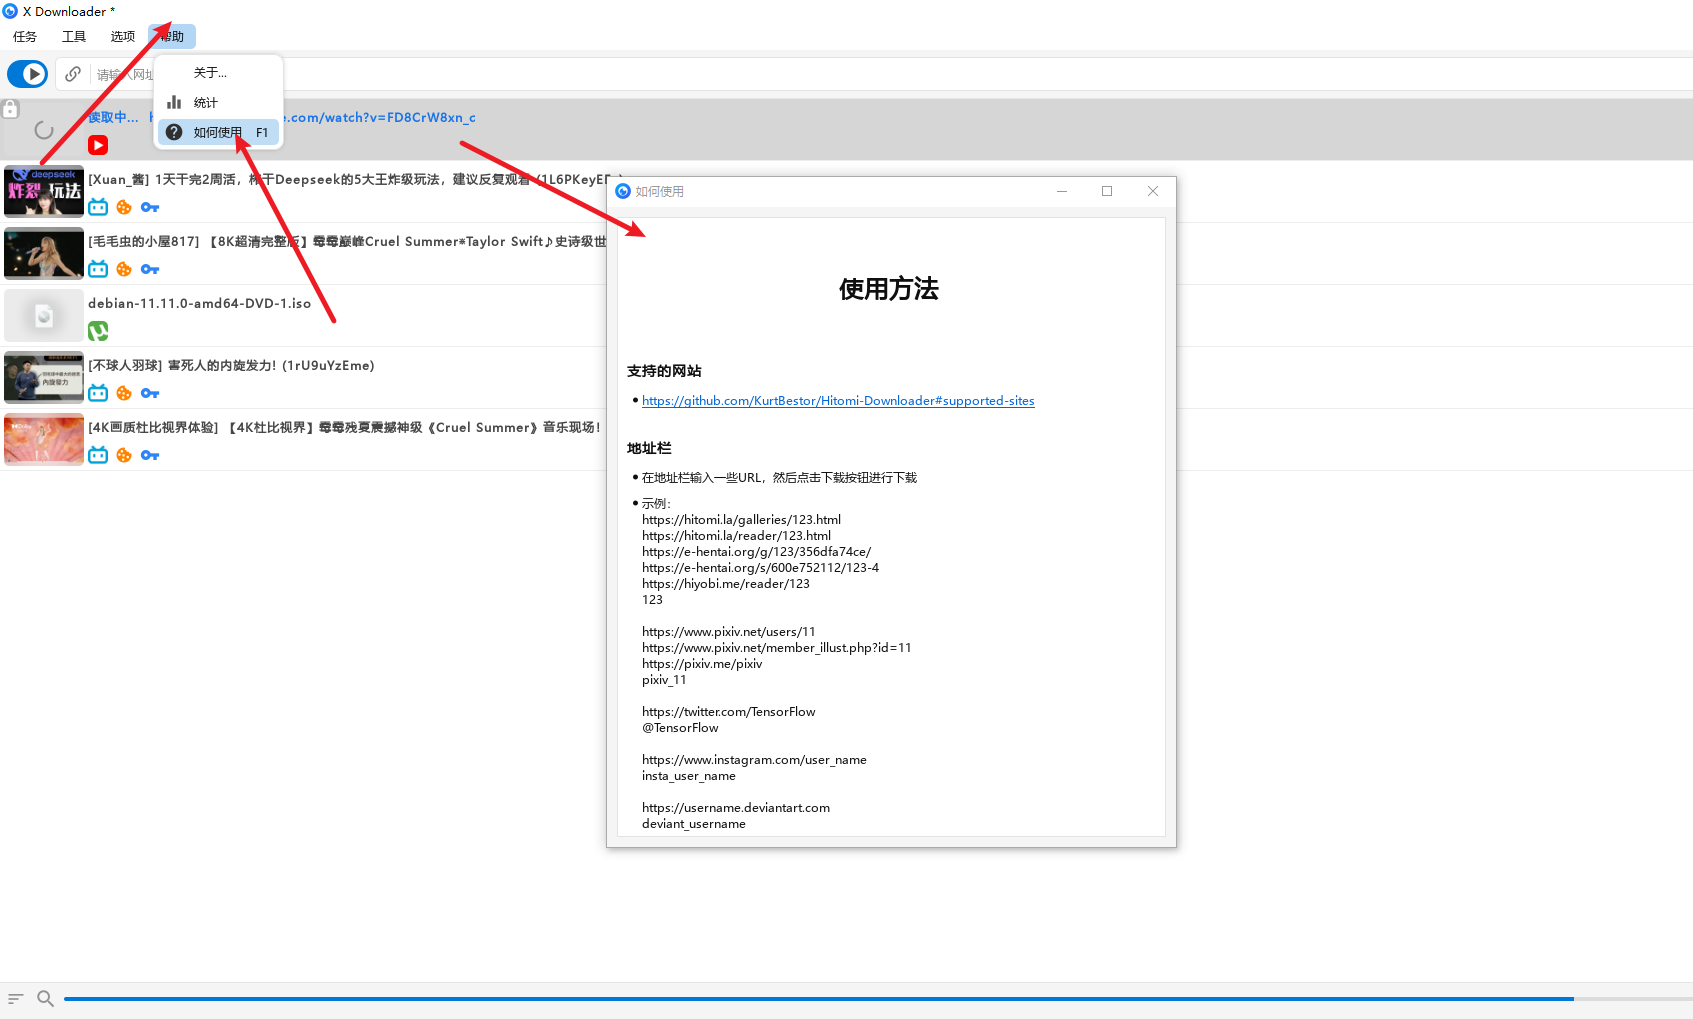 X Downloader *
任务 工具 选项 帮助
请输入网址
关于...
统计
如何使用 F1
读取中... h e.com/watch?v=FD8CrW8xn_c
deepseek
炸裂 玩法
[Xuan_酱] 1天干完2周活，榨干Deepseek的5大王炸级玩法，建议反复观看 (1L6PKeyE
[毛毛虫的小屋817] 【8K超清完整版】霉霉巅峰Cruel Summer*Taylor Swift♪史诗级世
debian-11.11.0-amd64-DVD-1.iso
[不球人羽球] 害死人的内旋发力! (1rU9uYzEme)
內旋發力
[4K画质杜比视界体验] 【4K杜比视界】霉霉残夏震撼神级《Cruel Summer》音乐现场!
如何使用
使用方法
支持的网站
https://github.com/KurtBestor/Hitomi-Downloader#supported-sites
地址栏
在地址栏输入一些URL，然后点击下载按钮进行下载
示例:
https://hitomi.la/galleries/123.html
https://hitomi.la/reader/123.html
https://e-hentai.org/g/123/356dfa74ce/
https://e-hentai.org/s/600e752112/123-4
https://hiyobi.me/reader/123
123
https://www.pixiv.net/users/11
https://www.pixiv.net/member_illust.php?id=11
https://pixiv.me/pixiv
pixiv_11
https://twitter.com/TensorFlow
@TensorFlow
https://www.instagram.com/user_name
insta_user_name
https://username.deviantart.com
deviant_username